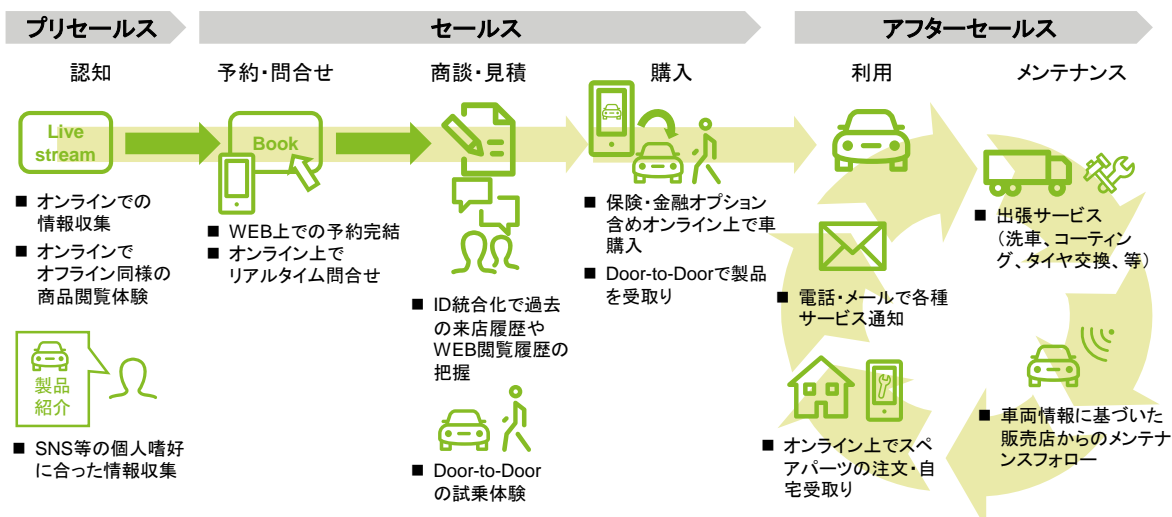 プリセールス
セールス
アフターセールス
認知
予約・問合せ
商談・見積
購入
利用
メンテナンス
Live
stream
■ オンラインでの
情報収集
■ オンラインで
オフライン同様の
商品閲覧体験
製品
紹介
■ SNS等の個人嗜好
に合った情報収集
Book
■ WEB上での予約完結
■ オンライン上で
リアルタイム問合せ
■ ID統合化で過去
の来店履歴や
WEB閲覧履歴の
把握
■ Door-to-Door
の試乗体験
■ 保険・金融オプション
含めオンライン上で車
購入
■ Door-to-Doorで製品
を受取り
■ 電話・メールで各種
サービス通知
■ オンライン上でスペ
アパーツの注文・自
宅受取り
■ 出張サービス
（洗車、コーティン
グ、タイヤ交換、等）
■ 車両情報に基づいた
販売店からのメンテナ
ンスフォロー